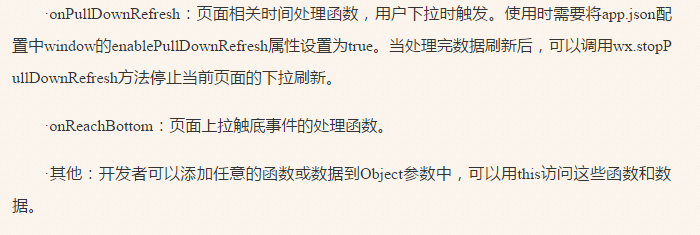 ·onPullDownRefresh：页面相关时间处理函数，用户下拉时触发。使用时需要将app.json配
置中window的enablePullDownRefresh属性设置为true。当处理完数据刷新后，可以调用wx.stopP
ullDownRefresh方法停止当前页面的下拉刷新。
·onReachBottom：页面上拉触底事件的处理函数。
·其他：开发者可以添加任意的函数或数据到Object参数中，可以用this访问这些函数和数
据。